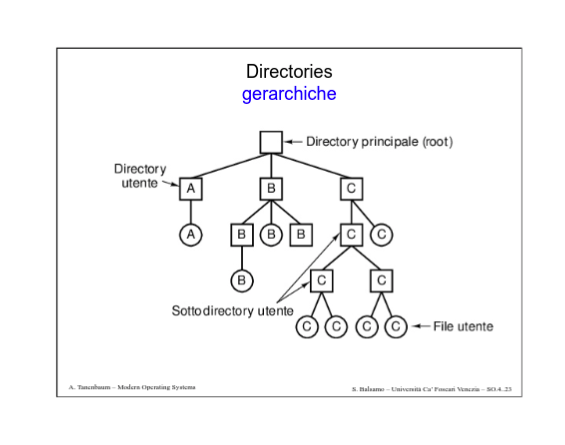 Directories
gerarchiche
Directory principale (root)
Directory
utente
A B C
A B B B C C
B C C
Sottodirectory utente
C C C C File utente
A. Tanenbaum – Modern Operating Systems
S. Balsamo – Università Ca' Foscari Venezia – SO.4..23